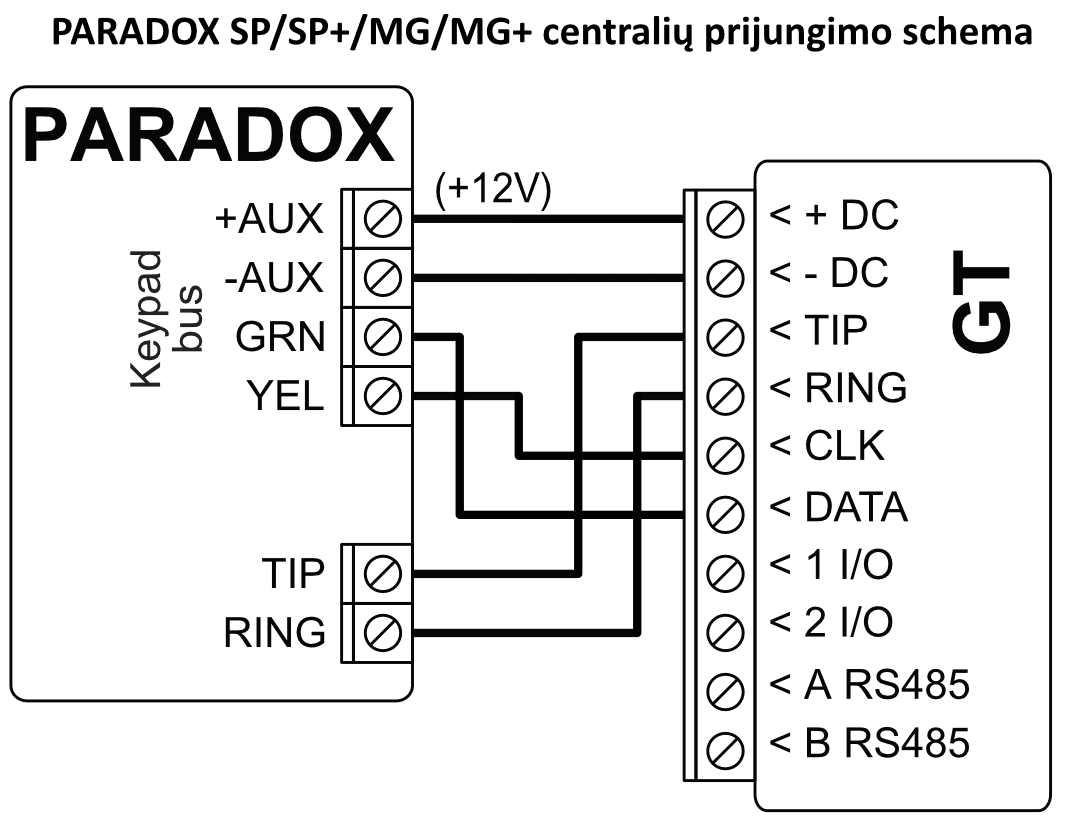 PARADOX SP/SP+/MG/MG+ centralių prijungimo schema
PARADOX
(+12V)
+AUX
-AUX
GRN
YEL
Keypad
bus
TIP
RING
< + DC
< - DC
< TIP
< RING
< CLK
< DATA
< 1 I/O
< 2 I/O
< A RS485
< B RS485
GT